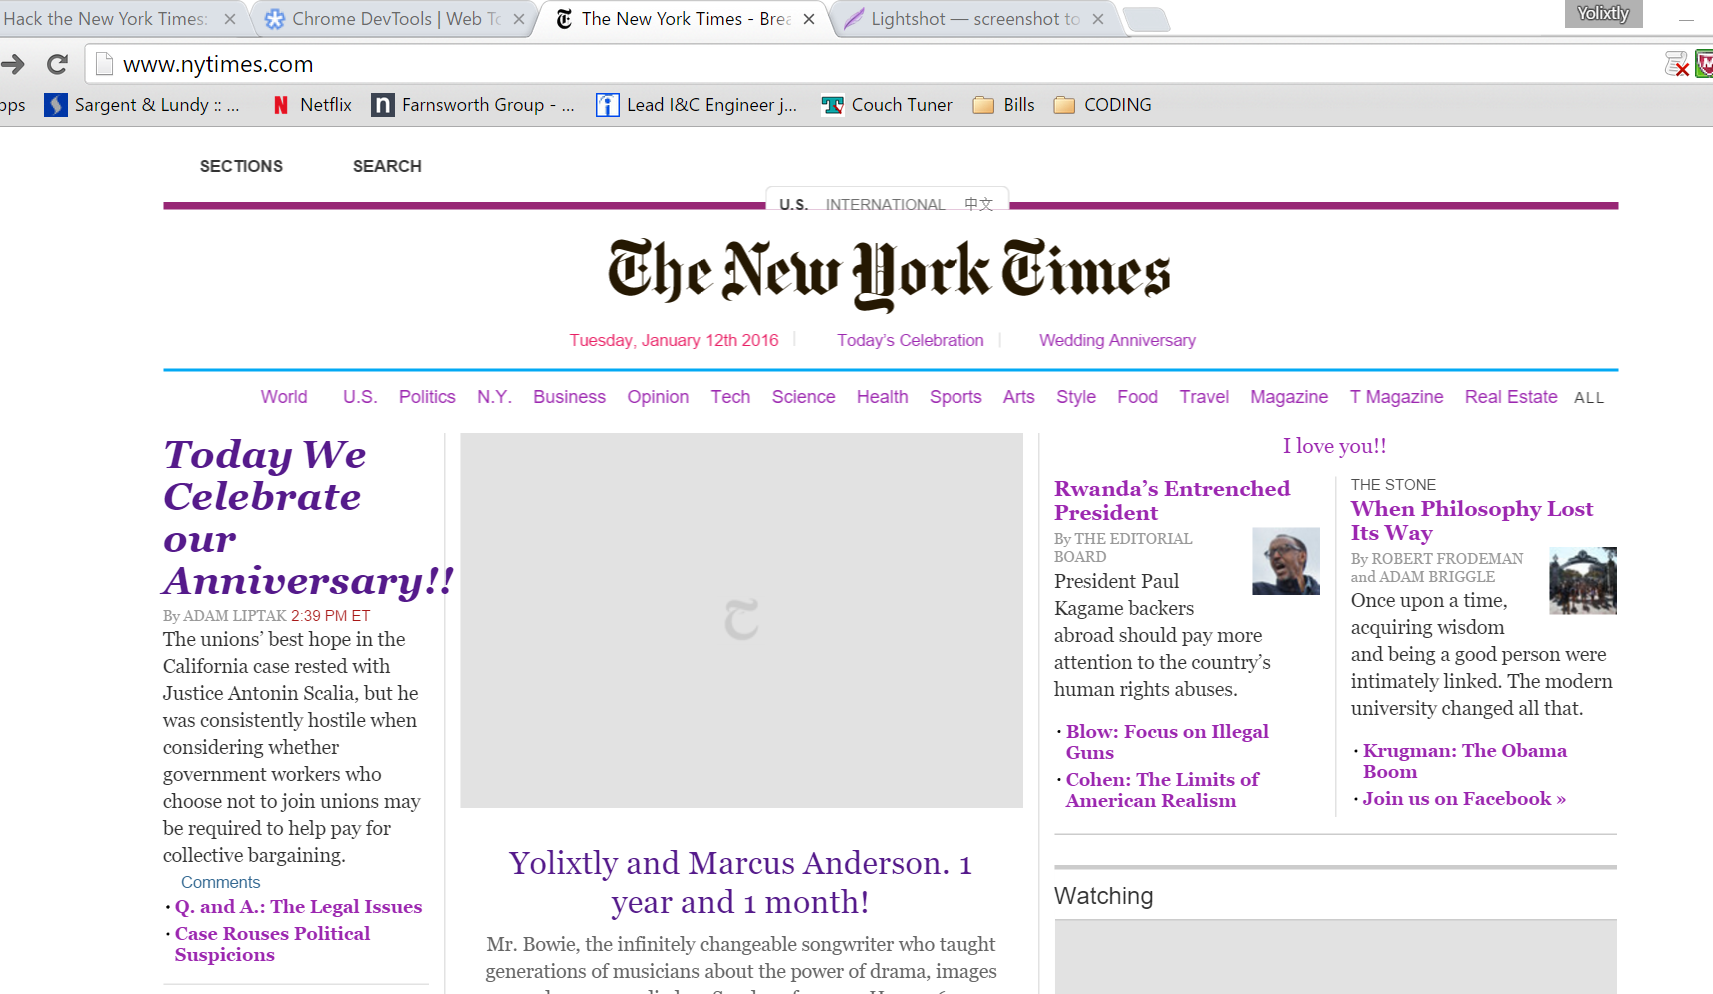 Hack the New York Times:
Chrome DevTools | Web To
The New York Times - Brea
Lightshot — screenshot to
Yolixtly
www.nytimes.com
pps
Sargent & Lundy :: ...
Netflix
Farnsworth Group - ...
Lead I&C Engineer j...
Couch Tuner
Bills
CODING
SECTIONS
SEARCH
U.S. INTERNATIONAL 中文
The New York Times
Tuesday, January 12th 2016
Today's Celebration
Wedding Anniversary
World U.S. Politics N.Y. Business Opinion Tech Science Health Sports Arts Style Food Travel Magazine T Magazine Real Estate ALL
Today We
Celebrate
our
Anniversary!!
By ADAM LIPTAK 2:39 PM ET
The unions’ best hope in the
California case rested with
Justice Antonin Scalia, but he
was consistently hostile when
considering whether
government workers who
choose not to join unions may
be required to help pay for
collective bargaining.
Comments
· Q. and A.: The Legal Issues
· Case Rouses Political
Suspicions
Yolixtly and Marcus Anderson. 1
year and 1 month!
Mr. Bowie, the infinitely changeable songwriter who taught
generations of musicians about the power of drama, images
I love you!!
Rwanda’s Entrenched
President
By THE EDITORIAL
BOARD
President Paul
Kagame backers
abroad should pay more
attention to the country’s
human rights abuses.
· Blow: Focus on Illegal
Guns
· Cohen: The Limits of
American Realism
THE STONE
When Philosophy Lost
Its Way
By ROBERT FRODEMAN
and ADAM BRIGGLE
Once upon a time,
acquiring wisdom
and being a good person were
intimately linked. The modern
university changed all that.
· Krugman: The Obama
Boom
· Join us on Facebook »
Watching